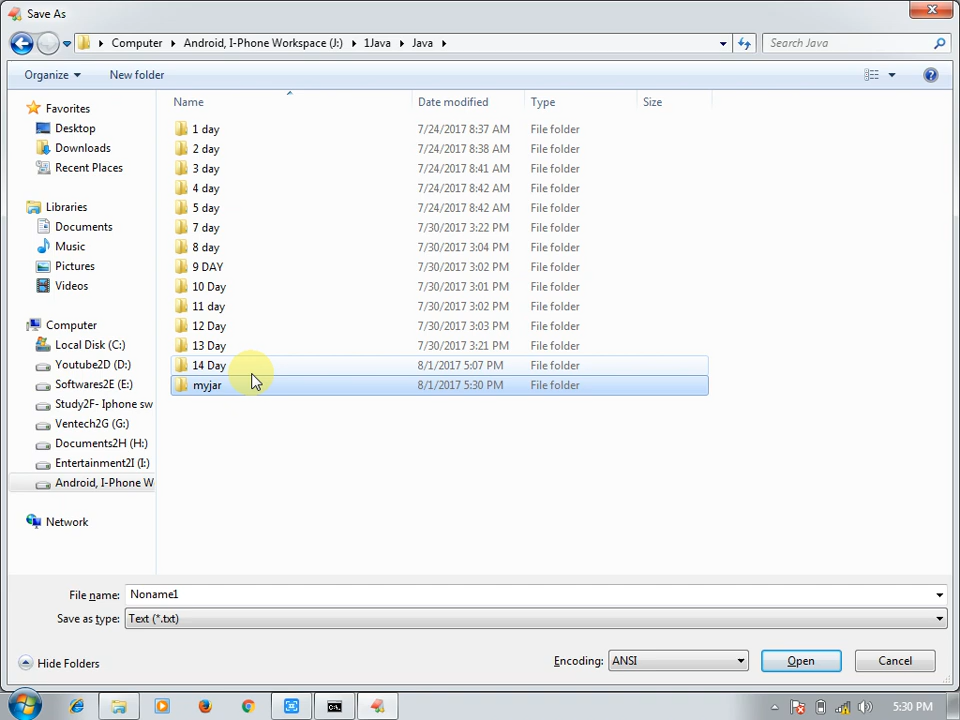 Save As
Computer Android, I-Phone Workspace (J:) 1Java Java
Search Java
Organize New folder
Name Date modified Type Size
Favorites
Desktop
Downloads
Recent Places
Libraries
Documents
Music
Pictures
Videos
Computer
Local Disk (C:)
Youtube2D (D:)
Softwares2E (E:)
Study2F- Iphone sw
Ventech2G (G:)
Documents2H (H:)
Entertainment2I (I:)
Android, I-Phone W
Network
1 day 7/24/2017 8:37 AM File folder
2 day 7/24/2017 8:38 AM File folder
3 day 7/24/2017 8:41 AM File folder
4 day 7/24/2017 8:42 AM File folder
5 day 7/24/2017 8:42 AM File folder
7 day 7/30/2017 3:22 PM File folder
8 day 7/30/2017 3:04 PM File folder
9 DAY 7/30/2017 3:02 PM File folder
10 Day 7/30/2017 3:01 PM File folder
11 day 7/30/2017 3:02 PM File folder
12 Day 7/30/2017 3:03 PM File folder
13 Day 7/30/2017 3:21 PM File folder
14 Day 8/1/2017 5:07 PM File folder
myjar 8/1/2017 5:30 PM File folder
File name: Noname1
Save as type: Text (*.txt)
Hide Folders
Encoding: ANSI
Open Cancel
5:30 PM